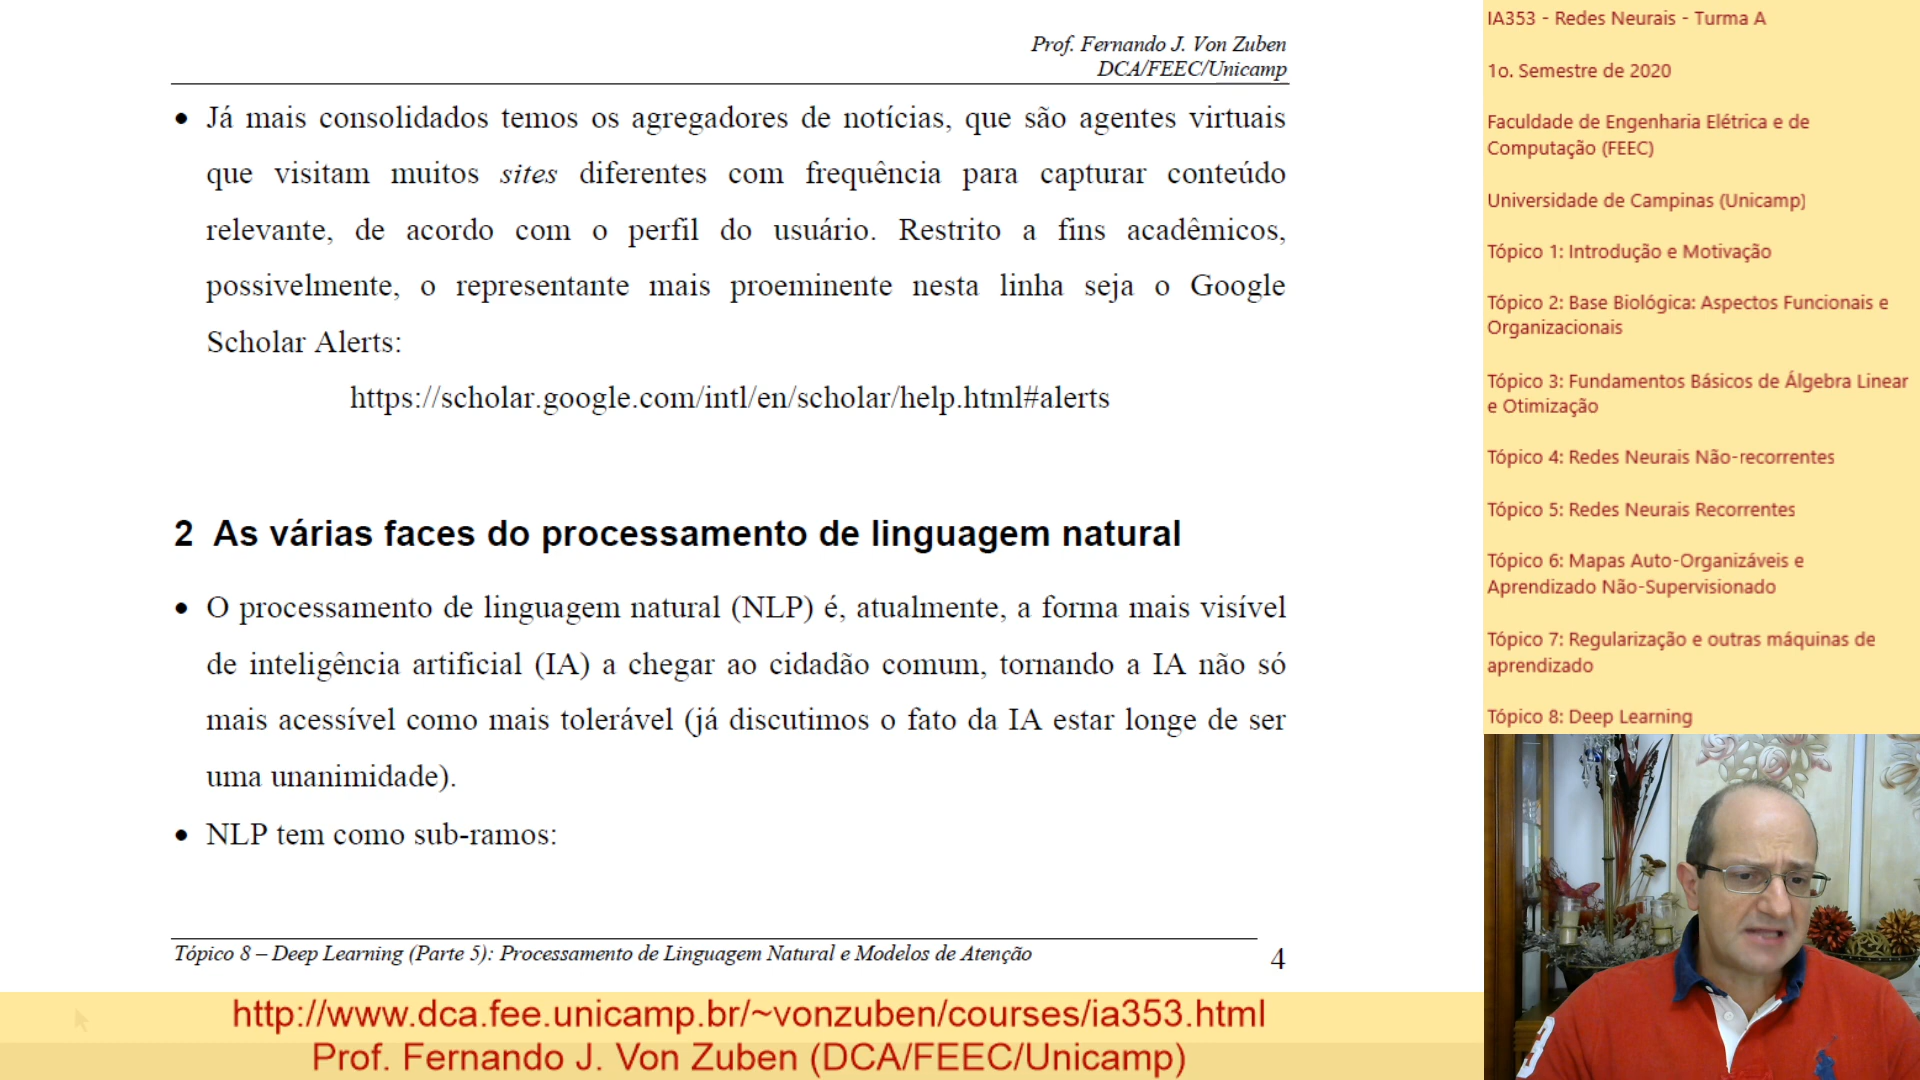 Prof. Fernando J. Von Zuben
DCA/FEEC/Unicamp
• Já mais consolidados temos os agregadores de notícias, que são agentes virtuais
que visitam muitos sites diferentes com frequência para capturar conteúdo
relevante, de acordo com o perfil do usuário. Restrito a fins acadêmicos,
possivelmente, o representante mais proeminente nesta linha seja o Google
Scholar Alerts:
https://scholar.google.com/intl/en/scholar/help.html#alerts
2 As várias faces do processamento de linguagem natural
• O processamento de linguagem natural (NLP) é, atualmente, a forma mais visível
de inteligência artificial (IA) a chegar ao cidadão comum, tornando a IA não só
mais acessível como mais tolerável (já discutimos o fato da IA estar longe de ser
uma unanimidade).
• NLP tem como sub-ramos:
Tópico 8 – Deep Learning (Parte 5): Processamento de Linguagem Natural e Modelos de Atenção
4
http://www.dca.fee.unicamp.br/~vonzuben/courses/ia353.html
Prof. Fernando J. Von Zuben (DCA/FEEC/Unicamp)
IA353 - Redes Neurais - Turma A
1o. Semestre de 2020
Faculdade de Engenharia Elétrica e de
Computação (FEEC)
Universidade de Campinas (Unicamp)
Tópico 1: Introdução e Motivação
Tópico 2: Base Biológica: Aspectos Funcionais e
Organizacionais
Tópico 3: Fundamentos Básicos de Álgebra Linear
e Otimização
Tópico 4: Redes Neurais Não-recorrentes
Tópico 5: Redes Neurais Recorrentes
Tópico 6: Mapas Auto-Organizáveis e
Aprendizado Não-Supervisionado
Tópico 7: Regularização e outras máquinas de
aprendizado
Tópico 8: Deep Learning